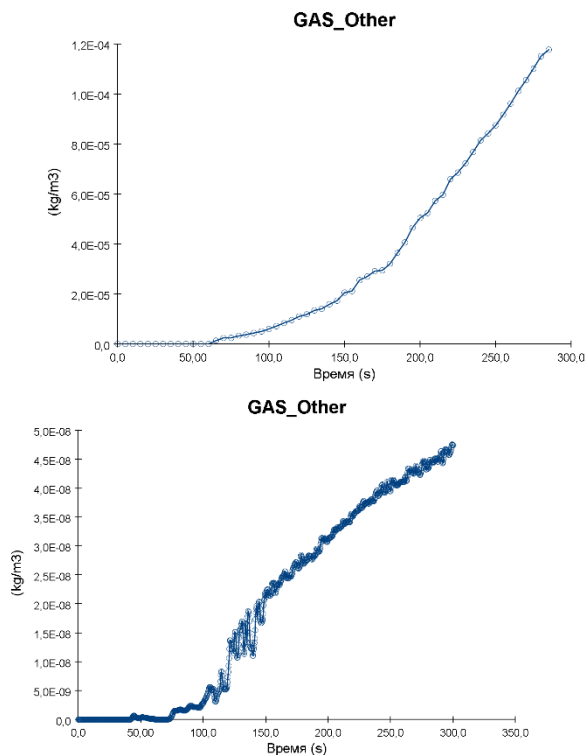 GAS_Other
1,2E-04
1,0E-04
8,0E-05
6,0E-05
4,0E-05
2,0E-05
0,0
(kg/m3)
0,0 50,00 100,0 150,0 200,0 250,0 300,0
Время (s)
GAS_Other
5,0E-08
4,5E-08
4,0E-08
3,5E-08
3,0E-08
2,5E-08
2,0E-08
1,5E-08
1,0E-08
5,0E-09
0,0
(kg/m3)
0,0 50,00 100,0 150,0 200,0 250,0 300,0 350,0
Время (s)